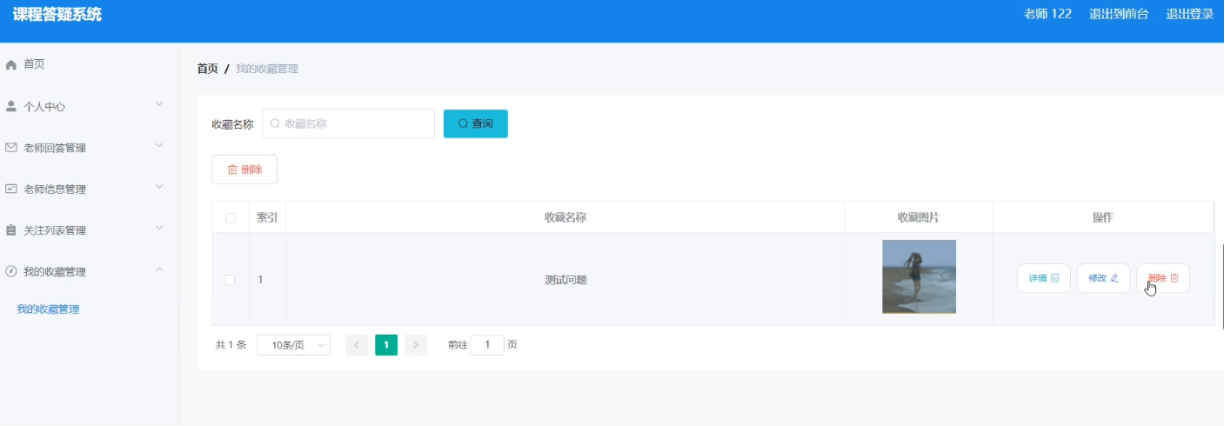 课程答疑系统
老师 122 退出到前台 退出登录
首页
个人中心
老师回答管理
老师信息管理
关注列表管理
我的收藏管理
我的收藏管理
首页 / 我的收藏管理
收藏名称 收藏名称 查询
删除
索引 收藏名称 收藏图片 操作
1 测试问题 详情 修改 删除
共 1 条 10条/页 1 前往 1 页